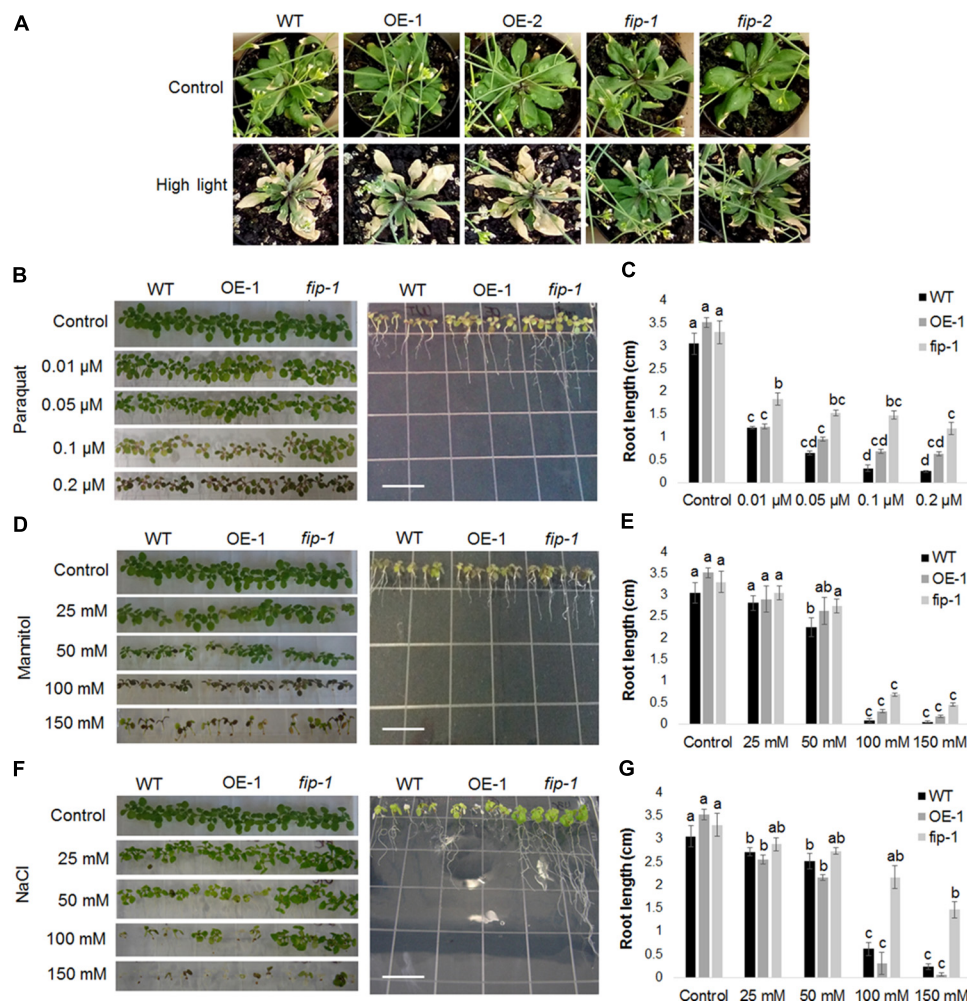 A
WT OE-1 OE-2 fip-1 fip-2
Control
High light
B
WT OE-1 fip-1
WT OE-1 fip-1
Paraquat
Control
0.01 µM
0.05 µM
0.1 µM
0.2 µM
C
Root length (cm)
4
3.5
3
2.5
2
1.5
1
0.5
0
a a a
c c b
cd cd bc
d cd bc
d cd c
WT
OE-1
fip-1
Control 0.01 µM 0.05 µM 0.1 µM 0.2 µM
D
WT OE-1 fip-1
WT OE-1 fip-1
Mannitol
Control
25 mM
50 mM
100 mM
150 mM
E
Root length (cm)
4
3.5
3
2.5
2
1.5
1
0.5
0
a a a
a a a
b ab a
c c c
c c c
WT
OE-1
fip-1
Control 25 mM 50 mM 100 mM 150 mM
F
WT OE-1 fip-1
WT OE-1 fip-1
NaCl
Control
25 mM
50 mM
100 mM
150 mM
G
Root length (cm)
4
3.5
3
2.5
2
1.5
1
0.5
0
a a a
b b ab
b b ab
c c ab
c c b
WT
OE-1
fip-1
Control 25 mM 50 mM 100 mM 150 mM